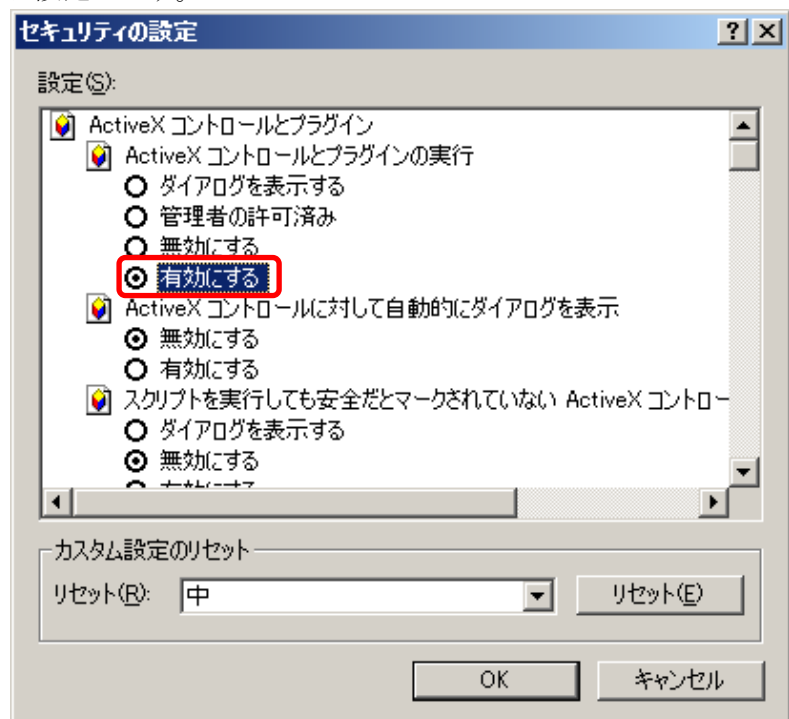 セキュリティの設定
設定(S):
ActiveX コントロールとプラグイン
ActiveX コントロールとプラグインの実行
ダイアログを表示する
管理者の許可済み
無効にする
有効にする
ActiveX コントロールに対して自動的にダイアログを表示
無効にする
有効にする
スクリプトを実行しても安全だとマークされていない ActiveX コントロー
ダイアログを表示する
無効にする
カスタム設定のリセット
リセット(R): 中 リセット(E)
OK キャンセル